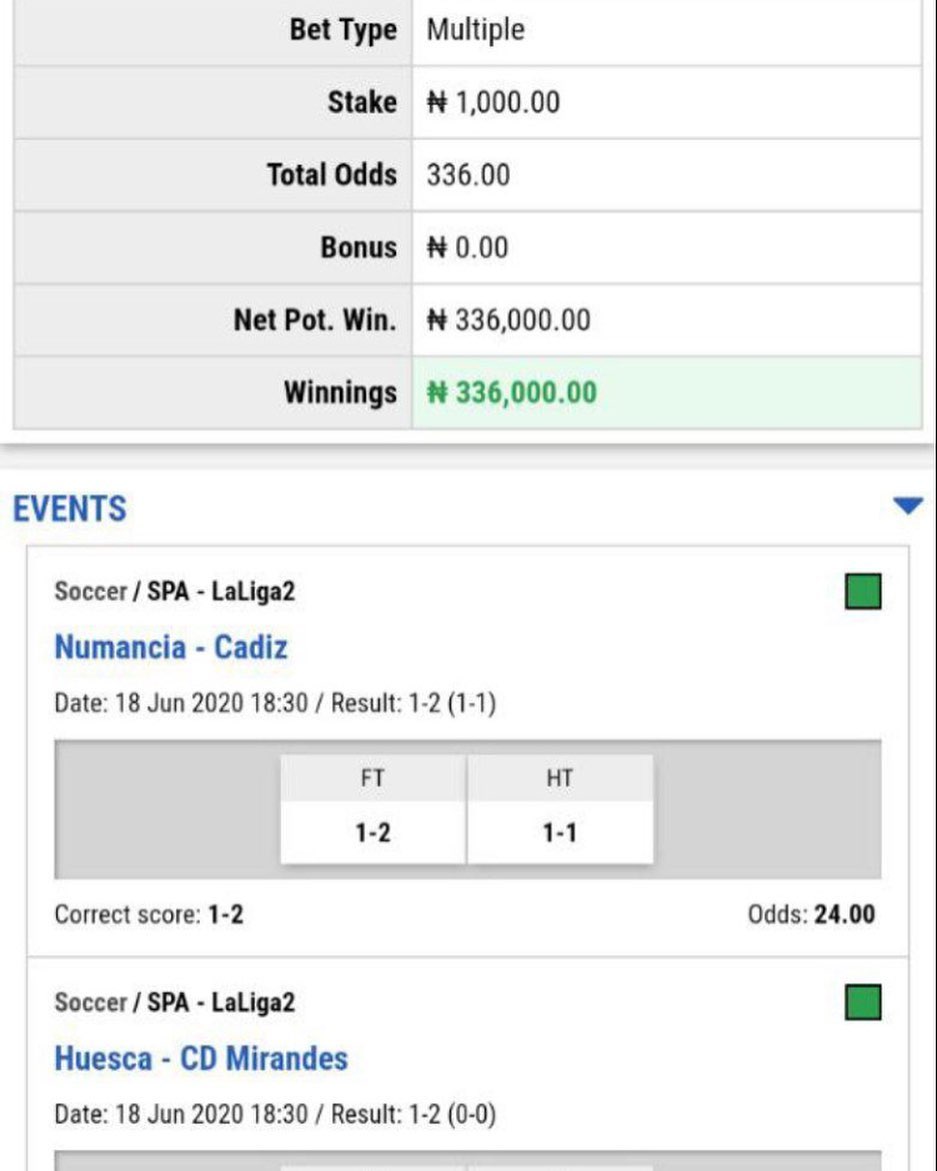 Bet Type Multiple
Stake ₦ 1,000.00
Total Odds 336.00
Bonus ₦ 0.00
Net Pot. Win. ₦ 336,000.00
Winnings ₦ 336,000.00
EVENTS
Soccer / SPA - LaLiga2
Numancia - Cadiz
Date: 18 Jun 2020 18:30 / Result: 1-2 (1-1)
FT HT
1-2 1-1
Correct score: 1-2 Odds: 24.00
Soccer / SPA - LaLiga2
Huesca - CD Mirandes
Date: 18 Jun 2020 18:30 / Result: 1-2 (0-0)